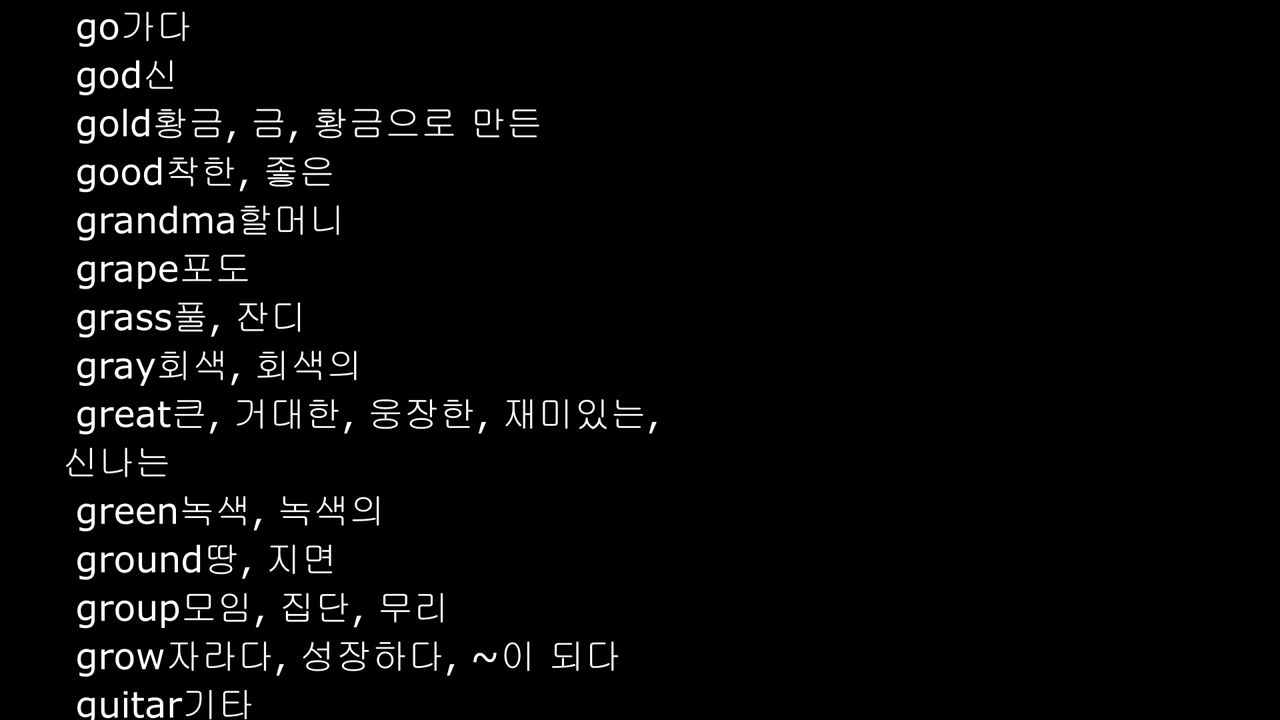 go가다
god신
gold황금, 금, 황금으로 만든
good착한, 좋은
grandma할머니
grape포도
grass풀, 잔디
gray회색, 회색의
great큰, 거대한, 웅장한, 재미있는,
신나는
green녹색, 녹색의
ground땅, 지면
group모임, 집단, 무리
grow자라다, 성장하다, ~이 되다
guitar기타